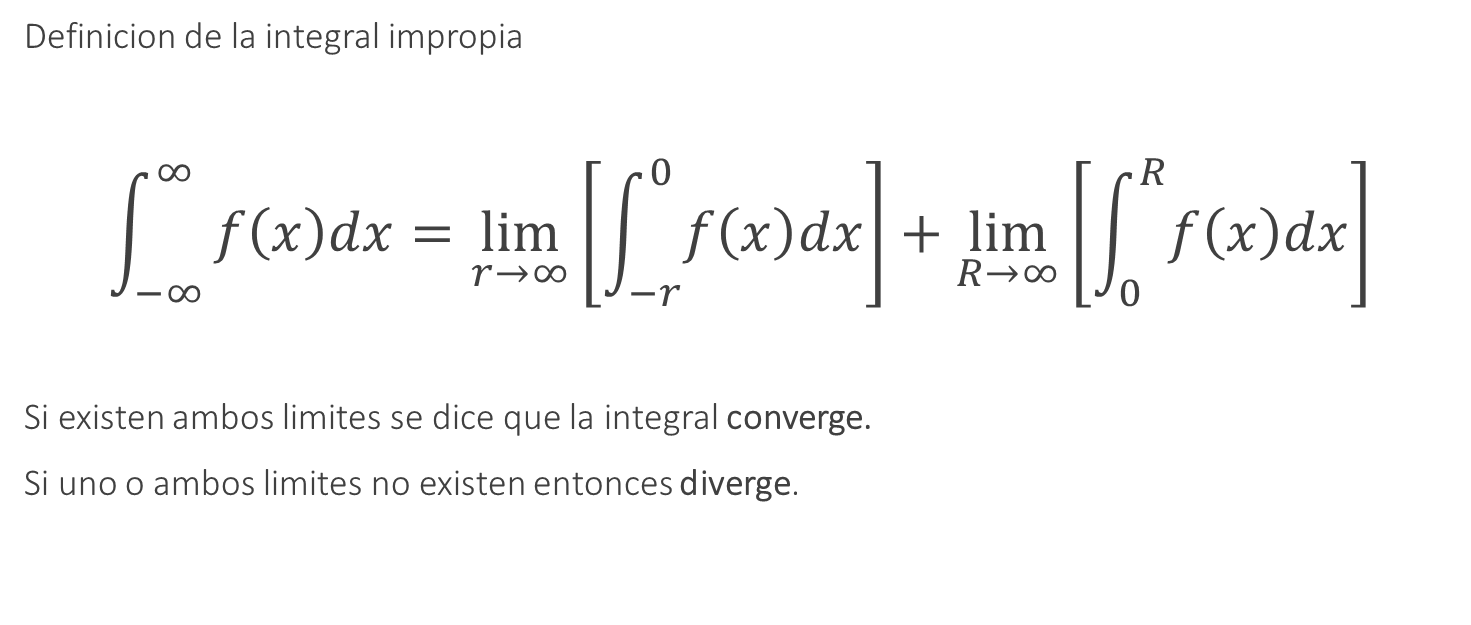 Definicion de la integral impropia
∫_{-∞}^{∞} f(x)dx = lim_{r→∞} [∫_{-r}^{0} f(x)dx] + lim_{R→∞} [∫_{0}^{R} f(x)dx]
Si existen ambos limites se dice que la integral converge.
Si uno o ambos limites no existen entonces diverge.